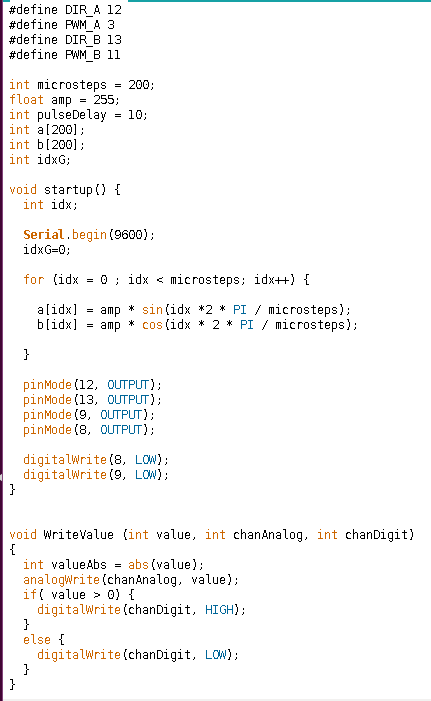 #define DIR_A 12
#define PWM_A 3
#define DIR_B 13
#define PWM_B 11
int microsteps = 200;
float amp = 255;
int pulseDelay = 10;
int a[200];
int b[200];
int idxG;
void startup() {
int idx;
Serial.begin(9600);
idxG=0;
for (idx = 0 ; idx < microsteps; idx++) {
a[idx] = amp * sin(idx *2 * PI / microsteps);
b[idx] = amp * cos(idx * 2 * PI / microsteps);
}
pinMode(12, OUTPUT);
pinMode(13, OUTPUT);
pinMode(9, OUTPUT);
pinMode(8, OUTPUT);
digitalWrite(8, LOW);
digitalWrite(9, LOW);
}
void WriteValue (int value, int chanAnalog, int chanDigit)
{
int valueAbs = abs(value);
analogWrite(chanAnalog, value);
if( value > 0) {
digitalWrite(chanDigit, HIGH);
}
else {
digitalWrite(chanDigit, LOW);
}
}